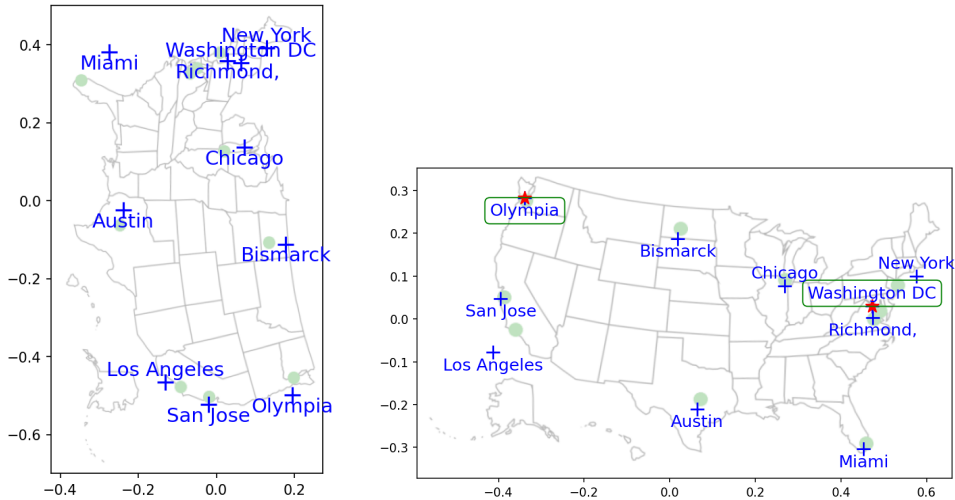 0.4
0.2
0.0
−0.2
−0.4
−0.6
−0.4
−0.2
0.0
0.2
New York
Washington DC
Miami
Richmond,
Chicago
Austin
Bismarck
Los Angeles
San Jose
Olympia
0.3
0.2
0.1
0.0
−0.1
−0.2
−0.3
−0.4
−0.2
0.0
0.2
0.4
0.6
Olympia
Bismarck
New York
Chicago
Washington DC
San Jose
Richmond,
Los Angeles
Austin
Miami